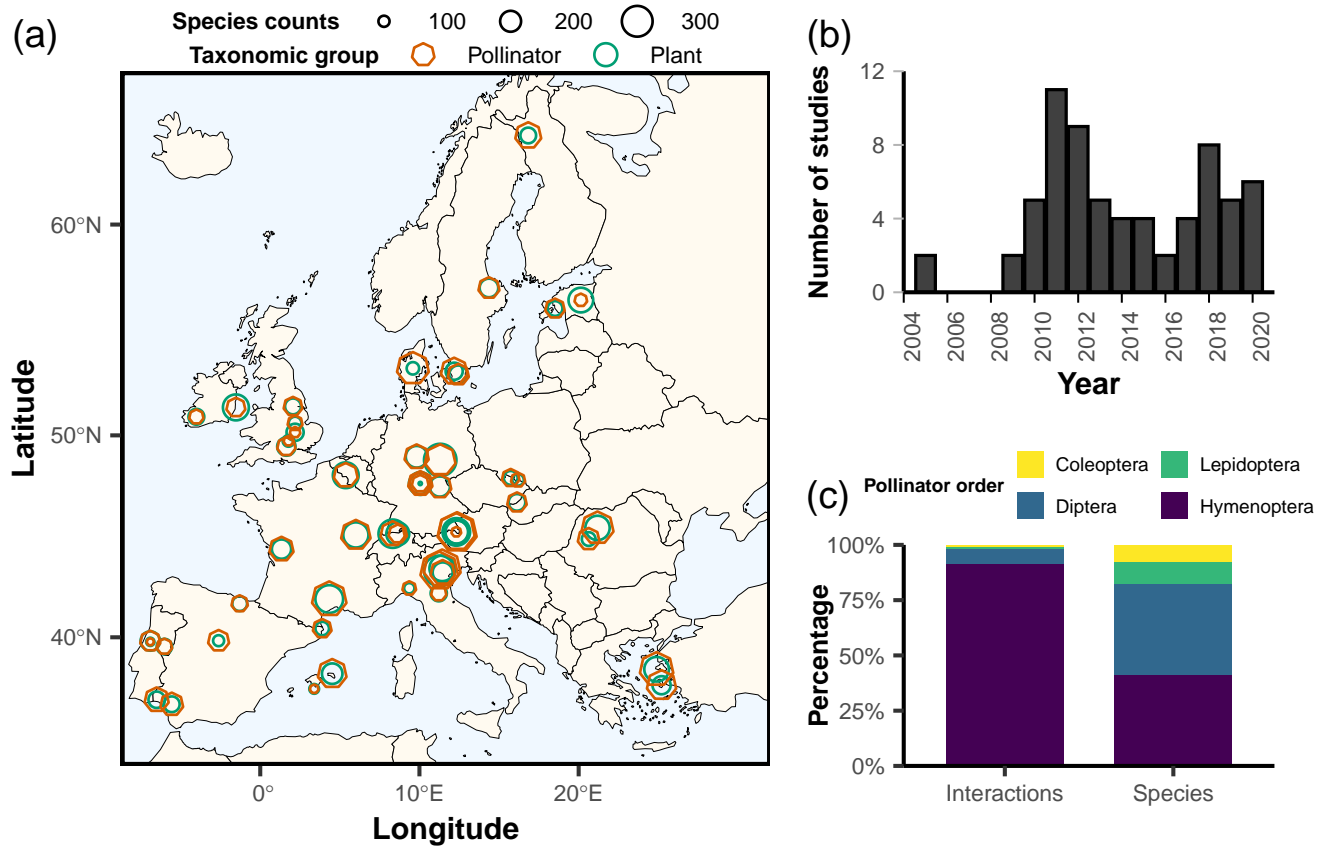 (a)
Species counts 100 200 300
Taxonomic group Pollinator Plant
60°N
50°N
40°N
Latitude
0° 10°E 20°E
Longitude
(b)
12
8
4
0
Number of studies
2004 2006 2008 2010 2012 2014 2016 2018 2020
Year
(c)
Pollinator order
Coleoptera Lepidoptera
Diptera Hymenoptera
100%
75%
50%
25%
0%
Percentage
Interactions Species